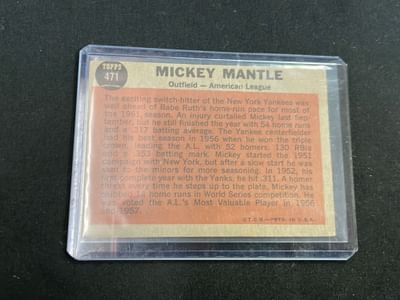 TOPPS
471
MICKEY MANTLE
Outfield — American League
The exciting switch-hitter of the New York Yankees was
well ahead of Babe Ruth's home-run pace for most of
the 1961, season. An injury curtailed Mickey last Sep-
tember, but he still finished the year with 54 home runs
and a .317 batting average. The Yankee centerfielder
had his best season in 1956 when he won the triple
crown, leading the A.L. with 52 homers, 130 RBIs
and a .353 betting mark. Mickey started the 1951
campaign with New York, but after a slow start he was
sent to the minors for more seasoning. In 1952, his
first complete year with the Yanks, he hit .311. A homer
threat every time he steps up to the plate, Mickey has
14 home runs in World Series competition. He
was voted the A.L.'s Most Valuable Player in 1956
and 1957.
©T.C.G.—PRTD. IN U.S.A.